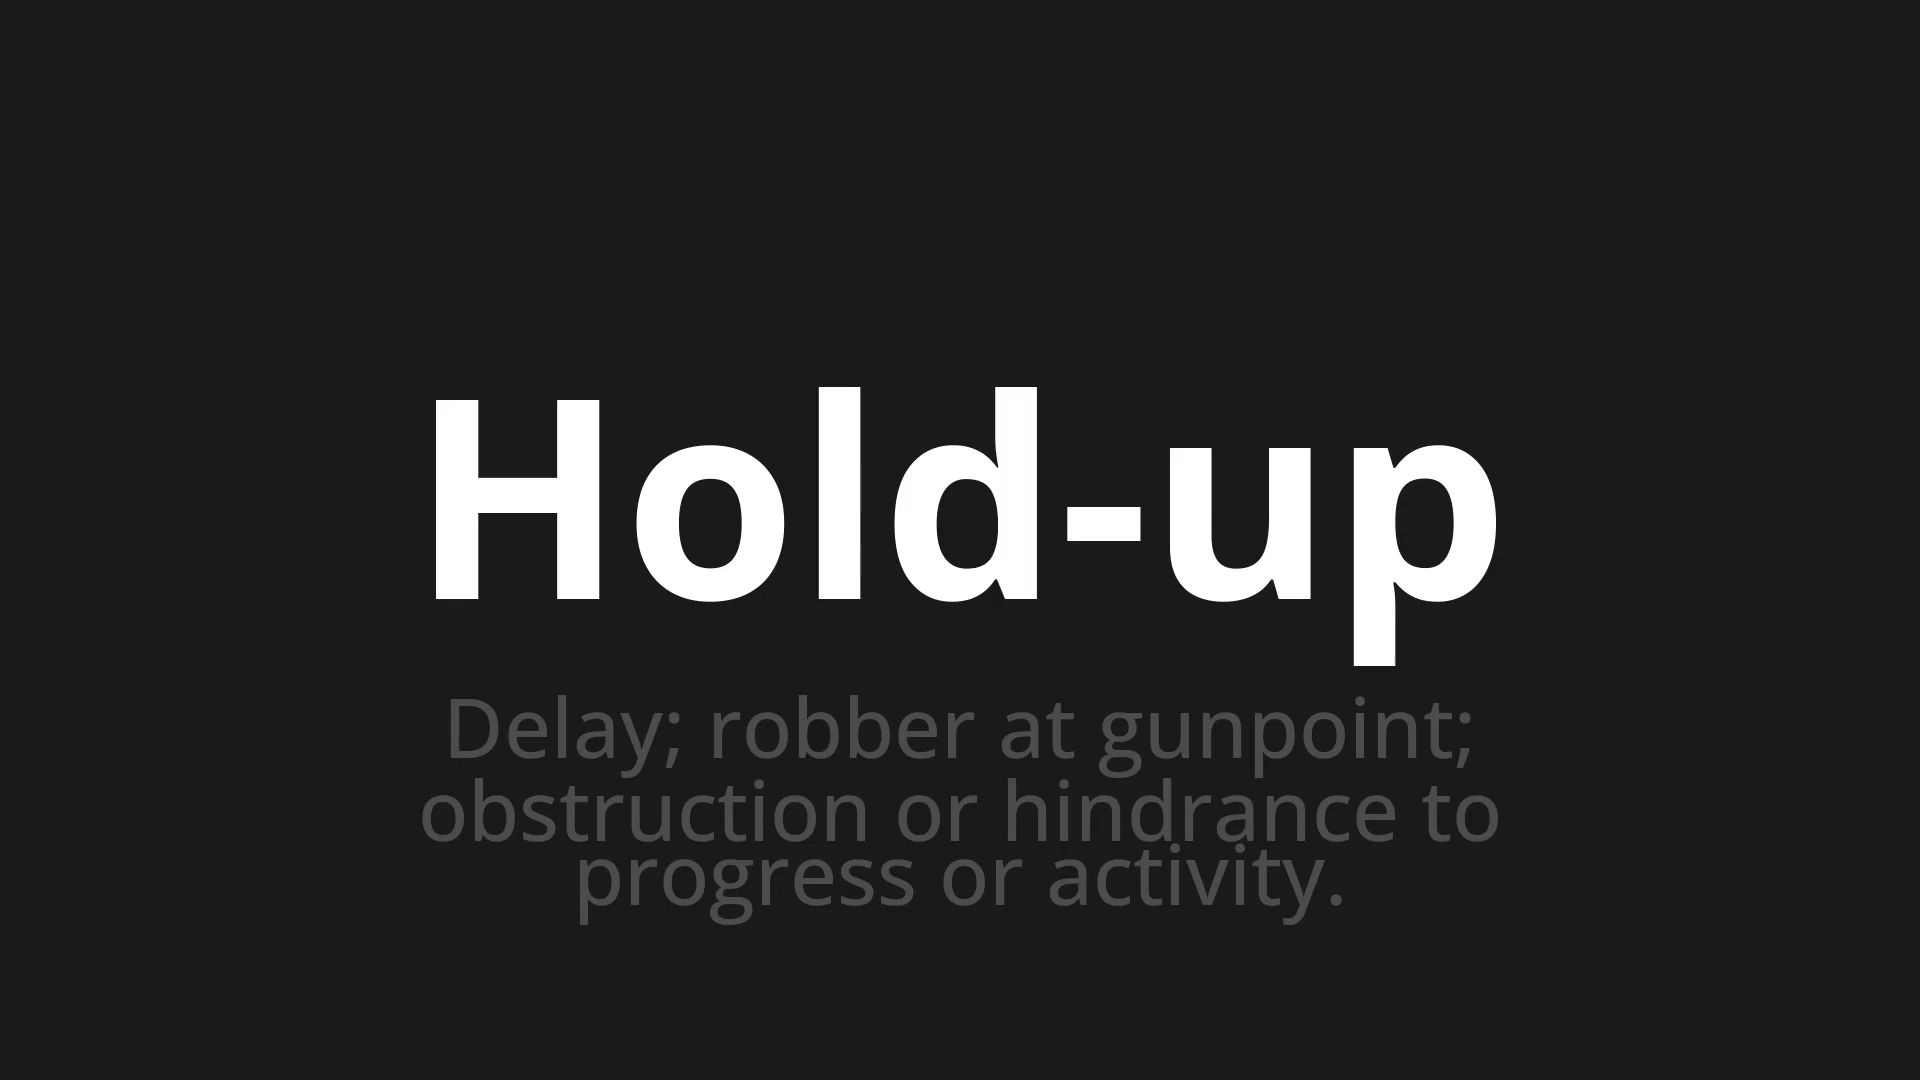 Hold-up
Delay; robber at gunpoint;
obstruction or hindrance to
progress or activity.